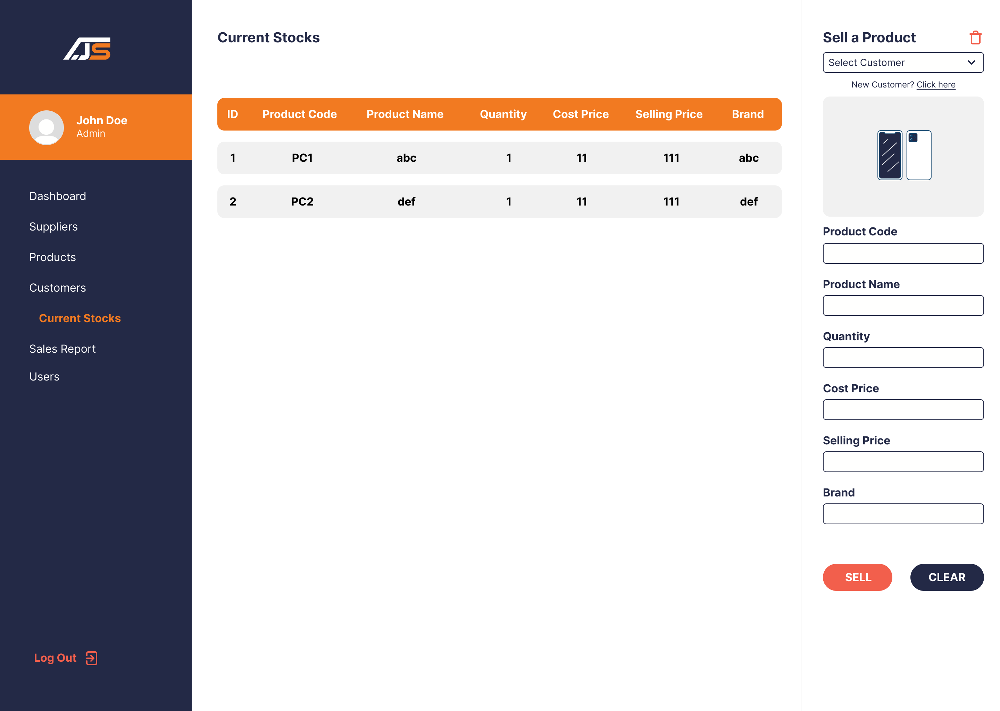 AJS
John Doe
Admin
Dashboard
Suppliers
Products
Customers
Current Stocks
Sales Report
Users
Log Out
Current Stocks
ID Product Code Product Name Quantity Cost Price Selling Price Brand
1 PC1 abc 1 11 111 abc
2 PC2 def 1 11 111 def
Sell a Product
Select Customer
New Customer? Click here
Product Code
Product Name
Quantity
Cost Price
Selling Price
Brand
SELL CLEAR